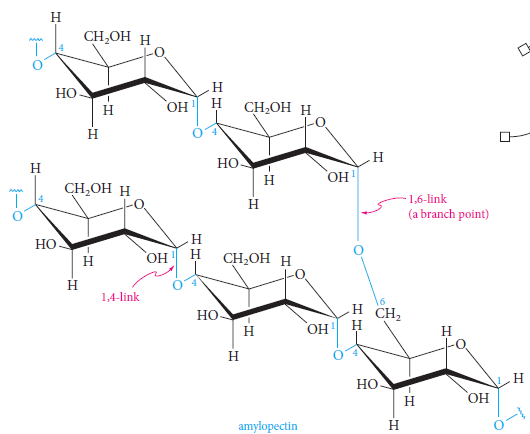 H
CH₂OH H
4 O
O
HO H
H OH 1 H CH₂OH H
H O 4 O
HO H
H OH 1 H
H 1,6-link
(a branch point)
4 CH₂OH H
O O
HO H
H OH 1 H
1,4-link O 4 H CH₂OH H
O
O
6
CH₂
HO H
H OH 1 H
H O 4 H
O
HO H
H OH 1 H
O
amylopectin